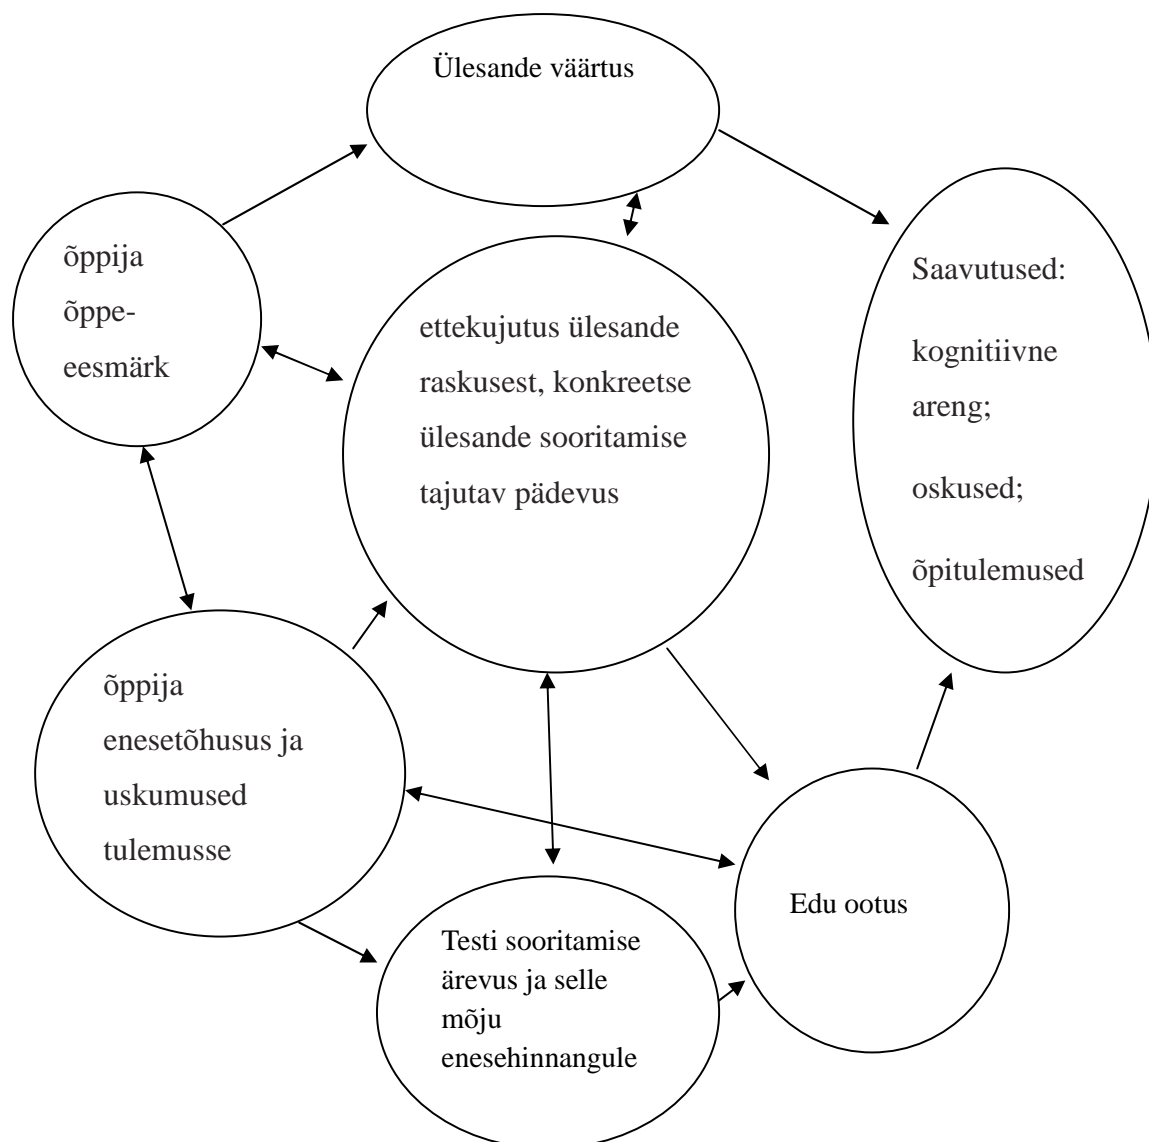 Ülesande väärtus
õppija
õppe-
eesmärk
ettekujutus ülesande
raskusest, konkreetse
ülesande sooritamise
tajutav pädevus
Saavutused:
kognitiivne
areng;
oskused;
õpitulemused
õppija
enesetõhusus ja
uskumused
tulemusse
Testi sooritamise
ärevus ja selle
mõju
enesehinnangule
Edu ootus